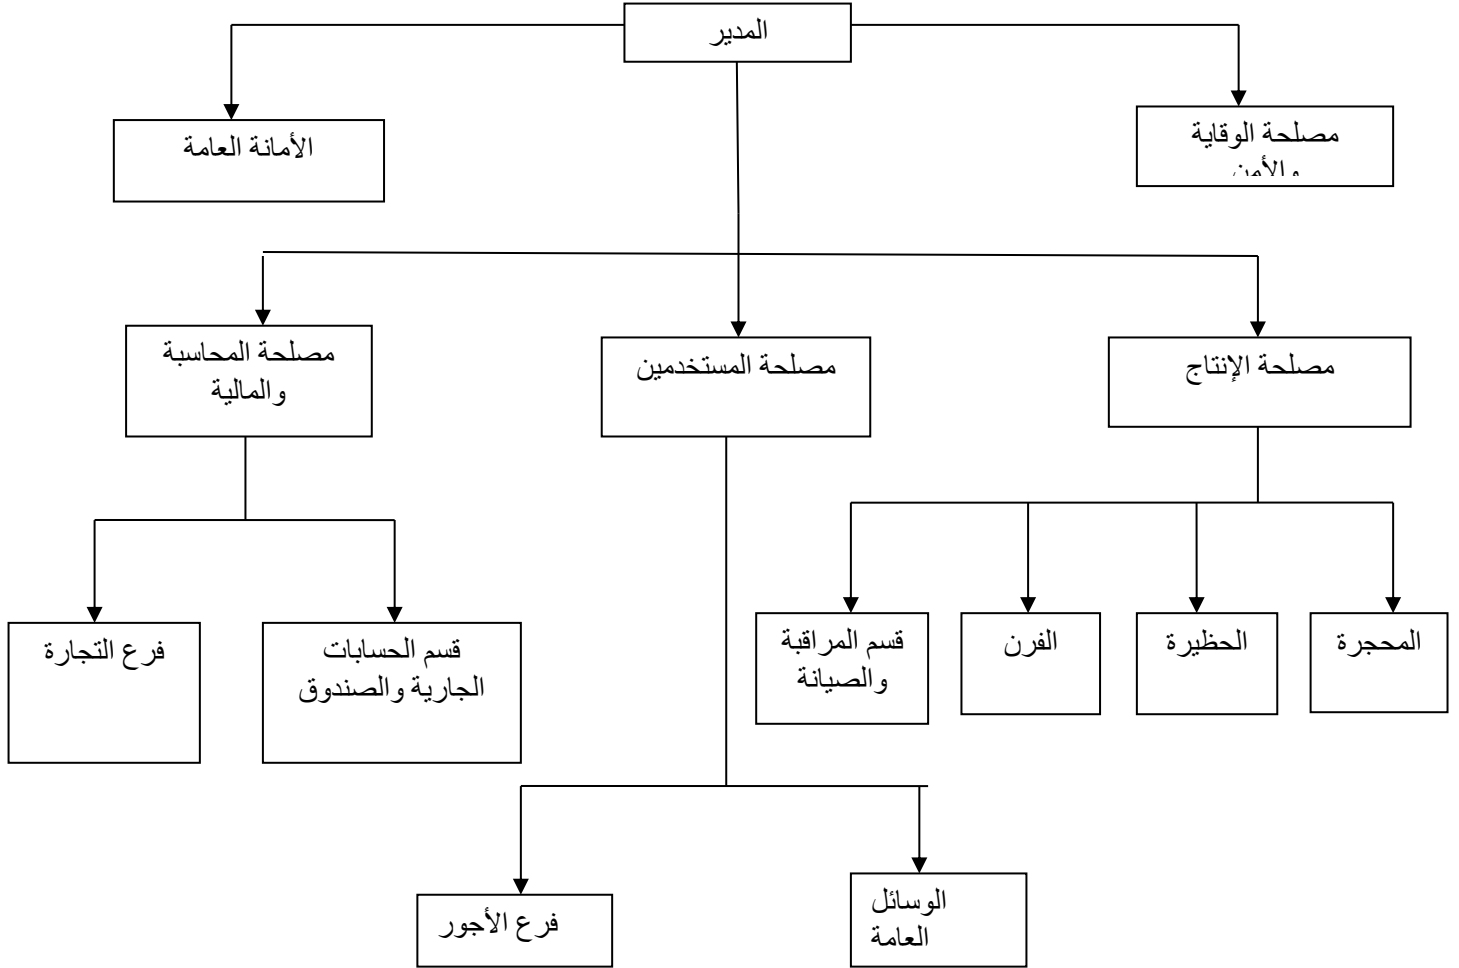 المدير
مصلحة الوقاية
والأمن
الأمانة العامة
مصلحة الإنتاج
مصلحة المستخدمين
مصلحة المحاسبة
والمالية
المحجرة
الحظيرة
الفرن
قسم المراقبة
والصيانة
قسم الحسابات
الجارية والصندوق
فرع التجارة
الوسائل
العامة
فرع الأجور